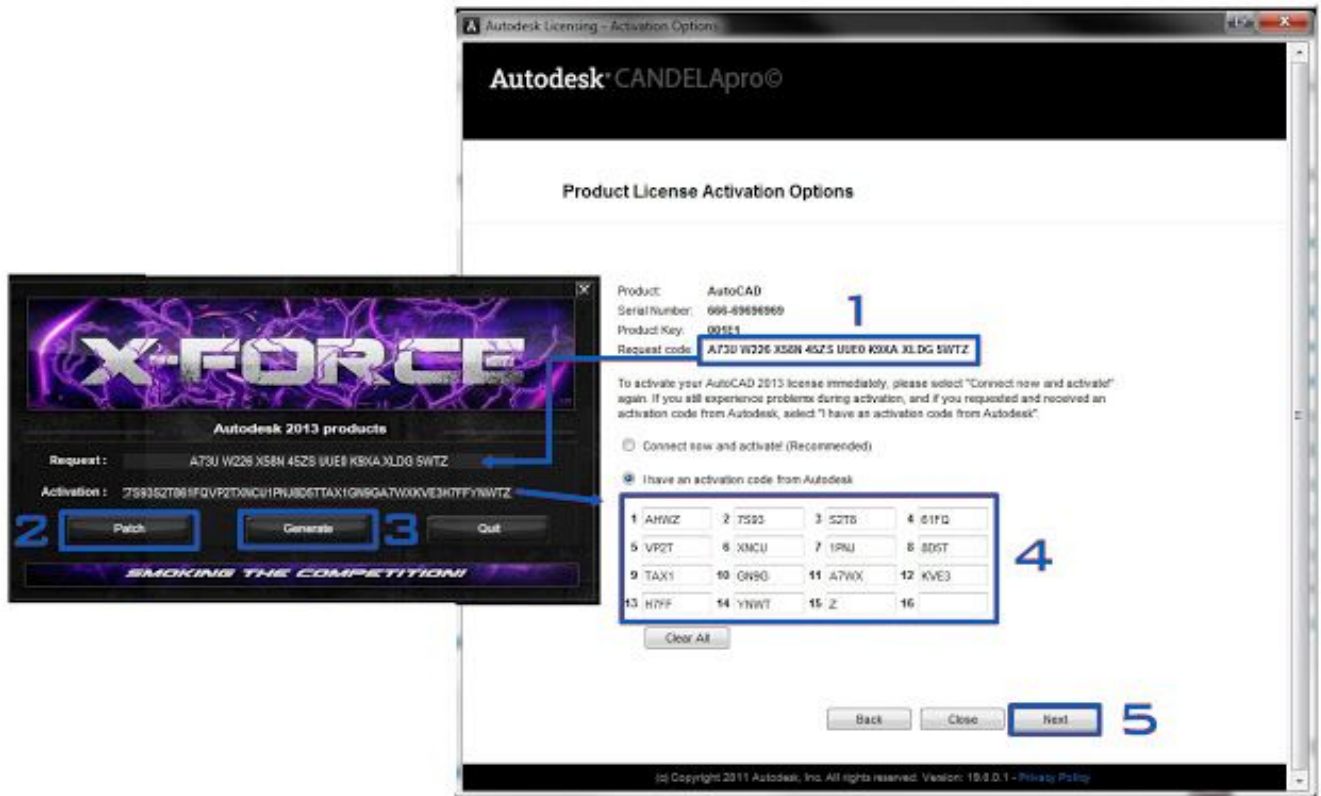 Autodesk Licensing - Activation Options
Autodesk® CANDELApro©
Product License Activation Options
Product: AutoCAD
Serial Number: 666-69696969
Product Key: 001E1
1
Request code: A73U W226 X58N 45ZS UUE0 K9XA XLDG 5WTZ
To activate your AutoCAD 2013 license immediately, please select "Connect now and activate!"
again. If you still experience problems during activation, and if you requested and received an
activation code from Autodesk, select "I have an activation code from Autodesk".
Connect now and activate! (Recommended)
I have an activation code from Autodesk
1 AHWZ 2 7S93 3 S2T8 4 61FQ
5 VP2T 6 XNCU 7 1PNJ 8 8D5T
9 TAX1 10 GN9G 11 A7WX 12 KVE3
13 H7FF 14 YNWT 15 Z 16
4
Clear All
Back Close Next 5
(c) Copyright 2011 Autodesk, Inc. All rights reserved. Version: 19.0.0.1 - Privacy Policy
X-FORCE
Autodesk 2013 products
Request : A73U W226 X58N 45ZS UUE0 K9XA XLDG 5WTZ
Activation :
2 Patch Generate 3 Quit
SMOKING THE COMPETITION!